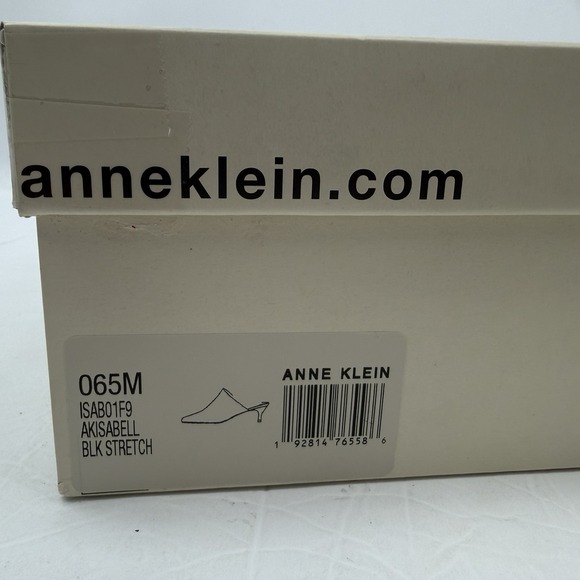 anneklein.com
065M
ISAB01F9
AKISABELL
BLK STRETCH
ANNE KLEIN
1 92814 76558 6